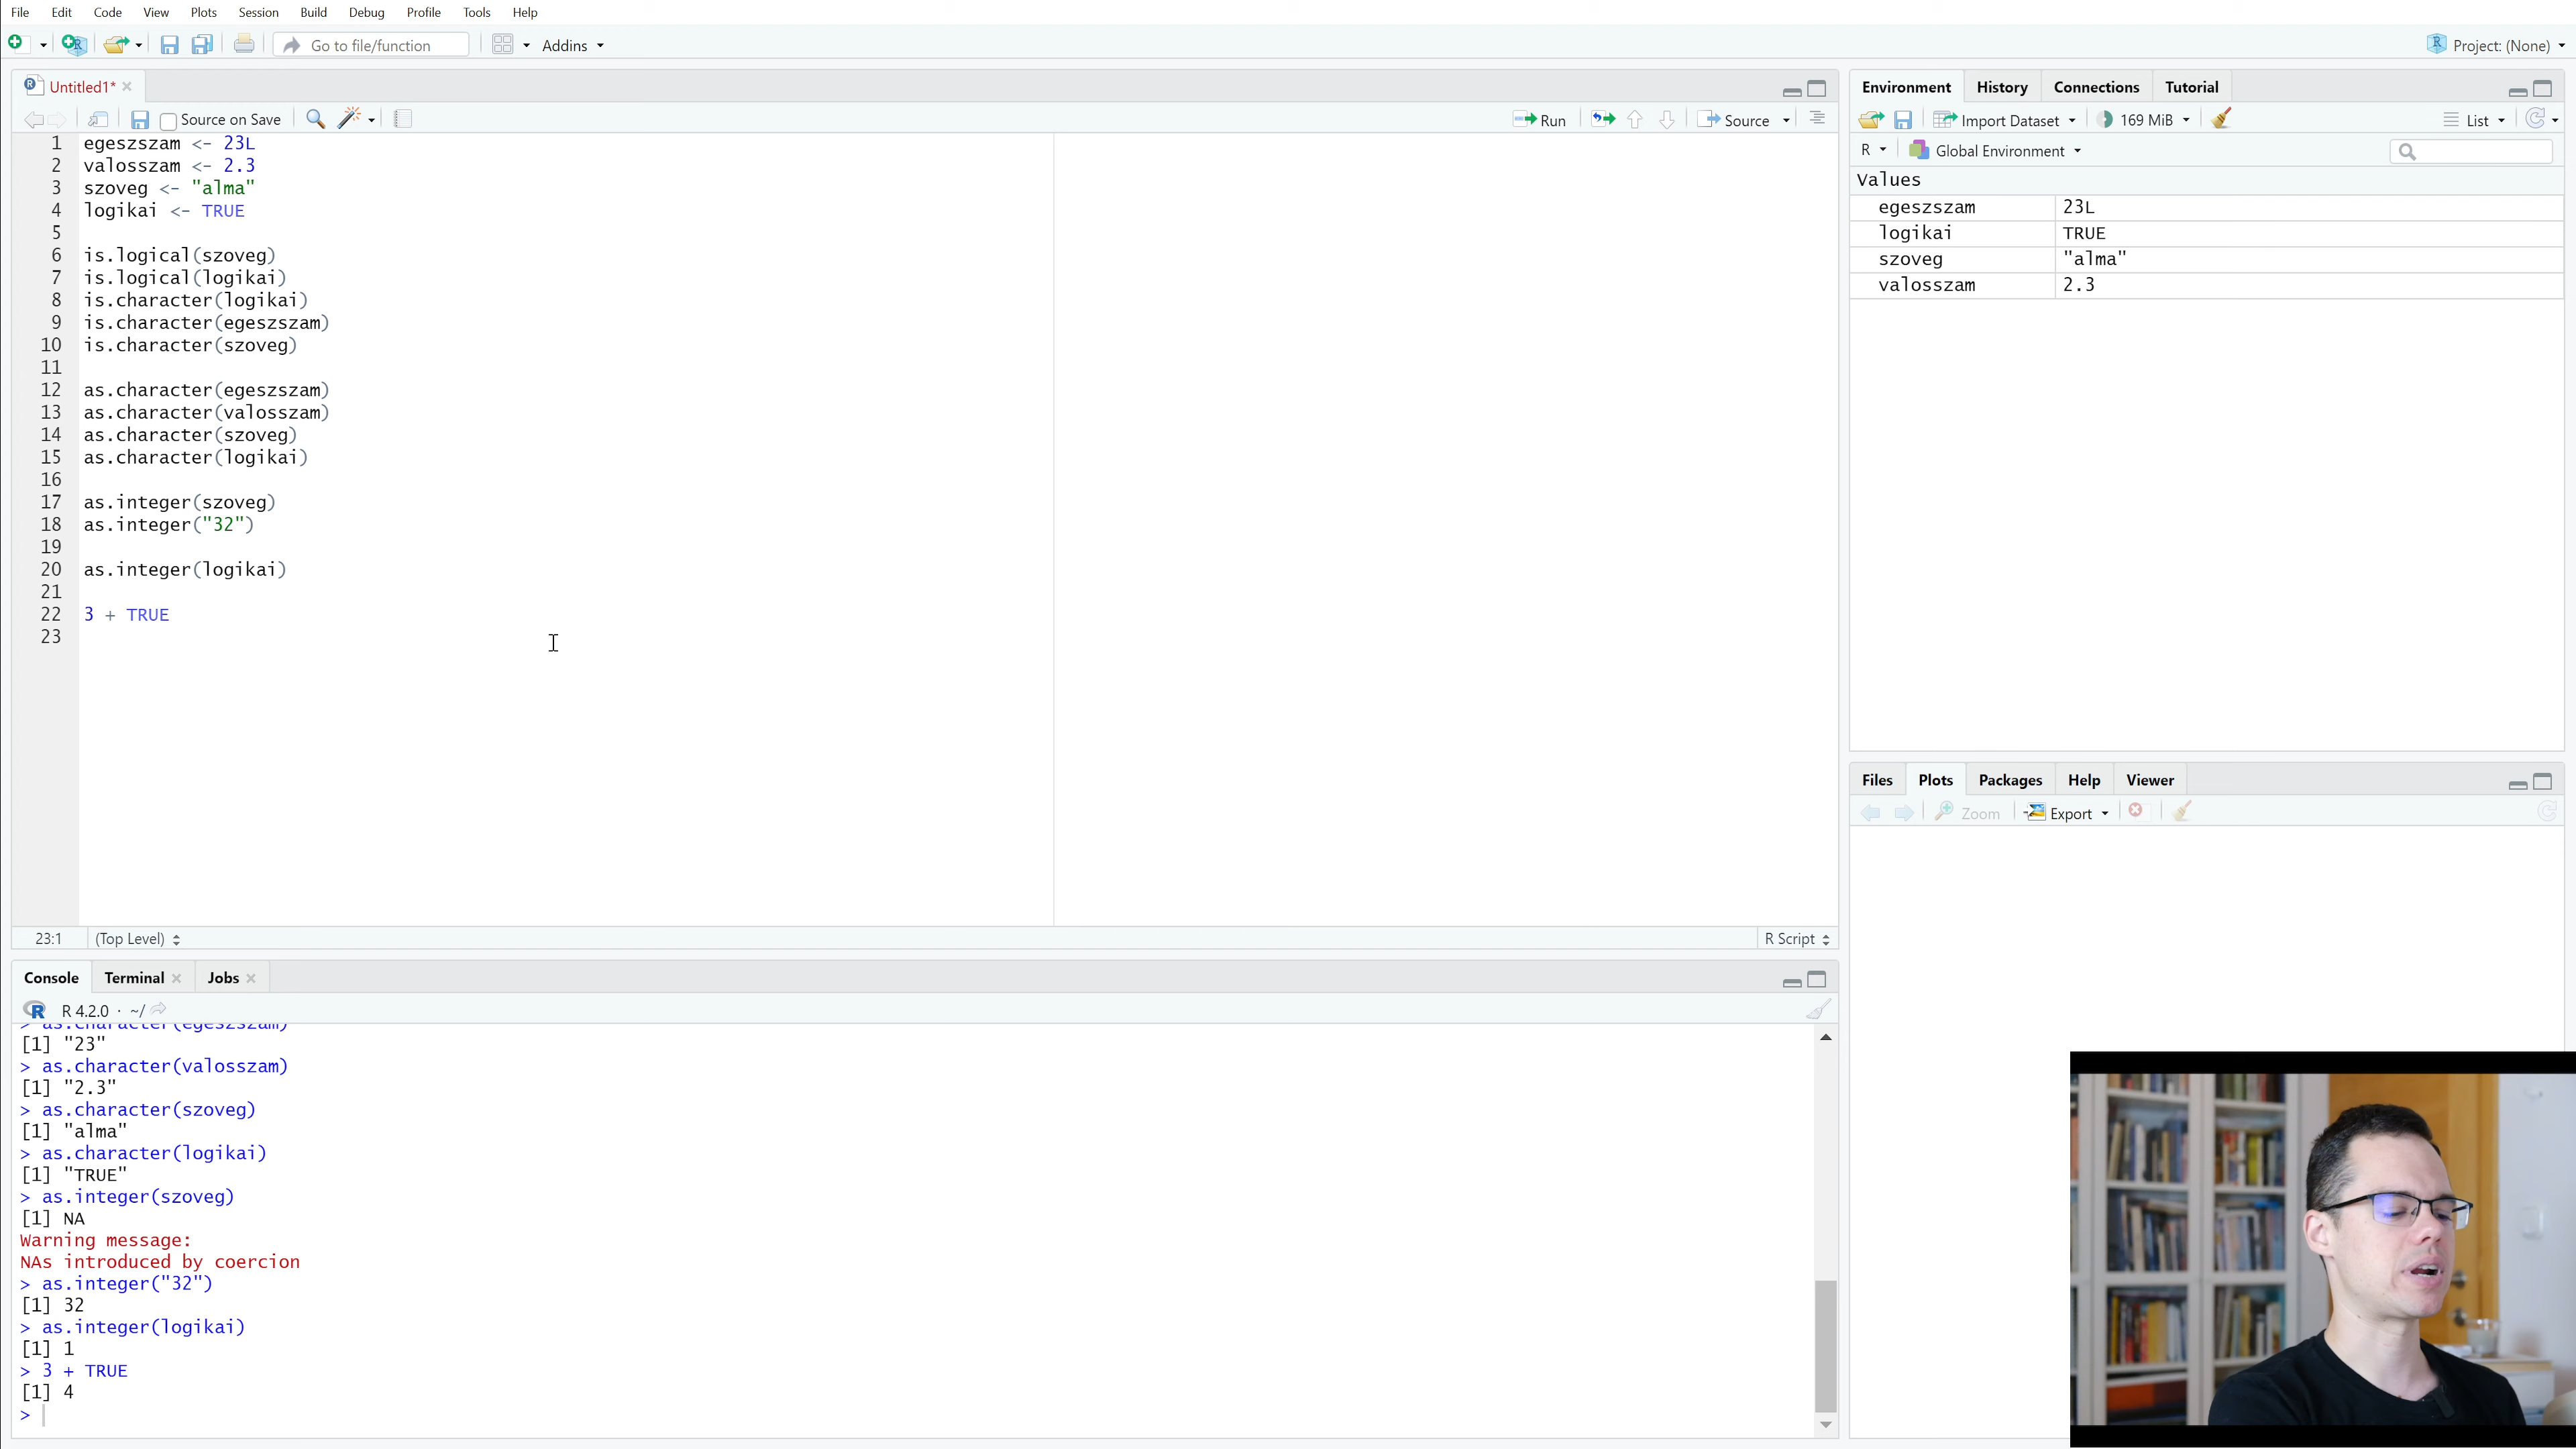 File Edit Code View Plots Session Build Debug Profile Tools Help
Go to file/function Addins Project: (None)
Untitled1*
Source on Save Run Source
1 egeszszam <- 23L
2 valosszam <- 2.3
3 szoveg <- "alma"
4 logikai <- TRUE
5
6 is.logical(szoveg)
7 is.logical(logikai)
8 is.character(logikai)
9 is.character(egeszszam)
10 is.character(szoveg)
11
12 as.character(egeszszam)
13 as.character(valosszam)
14 as.character(szoveg)
15 as.character(logikai)
16
17 as.integer(szoveg)
18 as.integer("32")
19
20 as.integer(logikai)
21
22 3 + TRUE
23
23:1 (Top Level) R Script
Console Terminal Jobs
R 4.2.0 · ~/
> as.character(egeszszam)
[1] "23"
> as.character(valosszam)
[1] "2.3"
> as.character(szoveg)
[1] "alma"
> as.character(logikai)
[1] "TRUE"
> as.integer(szoveg)
[1] NA
Warning message:
NAs introduced by coercion
> as.integer("32")
[1] 32
> as.integer(logikai)
[1] 1
> 3 + TRUE
[1] 4
>
Environment History Connections Tutorial
Import Dataset 169 MiB List
R Global Environment
Values
egeszszam 23L
logikai TRUE
szoveg "alma"
valosszam 2.3
Files Plots Packages Help Viewer
Zoom Export